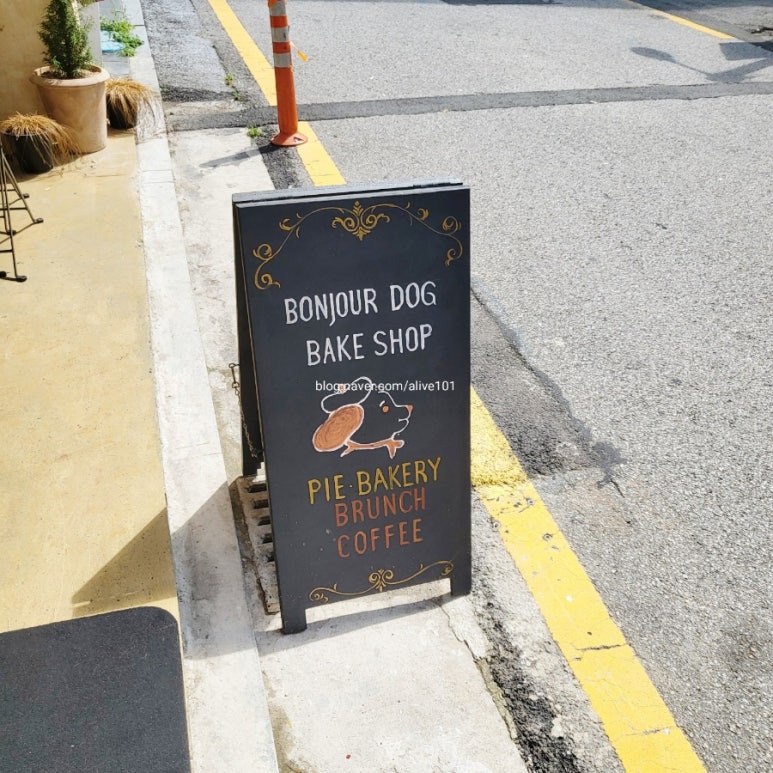 BONJOUR DOG
BAKE SHOP
blog.naver.com/alive101
PIE·BAKERY
BRUNCH
COFFEE